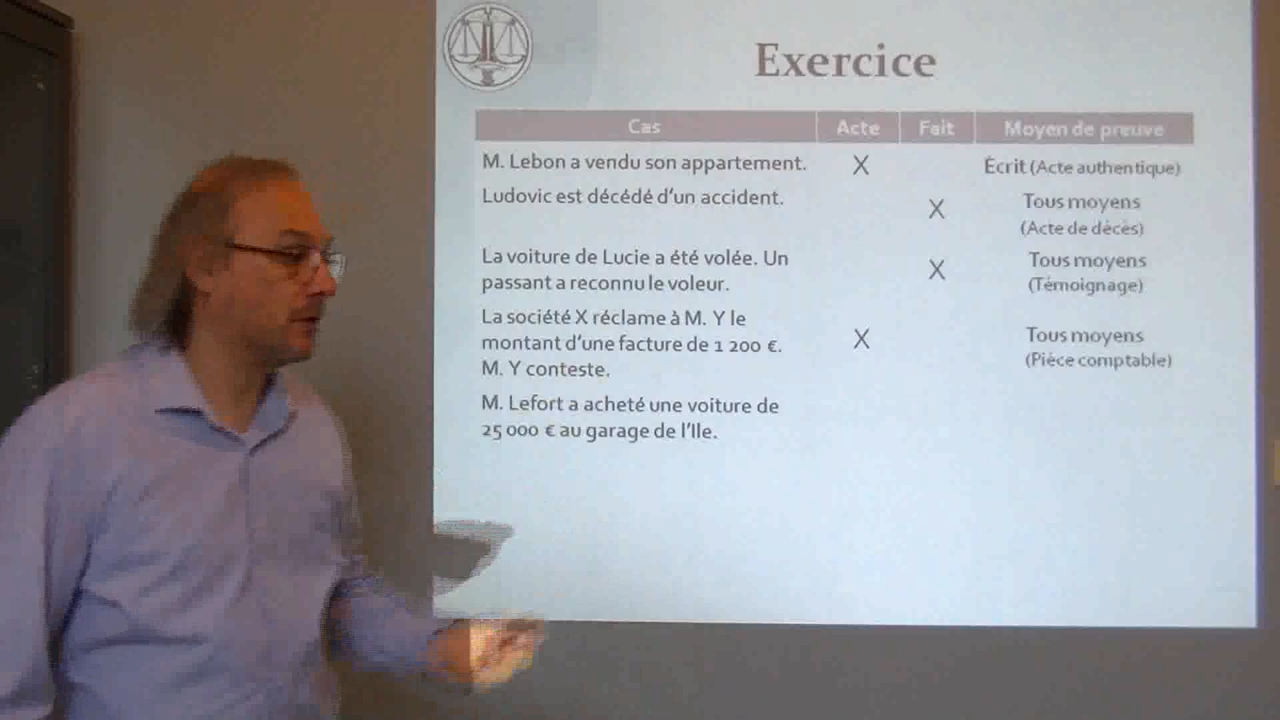 Exercice
Cas Acte Fait Moyen de preuve
M. Lebon a vendu son appartement. X Écrit (Acte authentique)
Ludovic est décédé d'un accident. X Tous moyens
(Acte de décès)
La voiture de Lucie a été volée. Un X Tous moyens
passant a reconnu le voleur. (Témoignage)
La société X réclame à M. Y le
montant d'une facture de 1 200 €. X Tous moyens
M. Y conteste. (Pièce comptable)
M. Lefort a acheté une voiture de
25 000 € au garage de l'Ile.